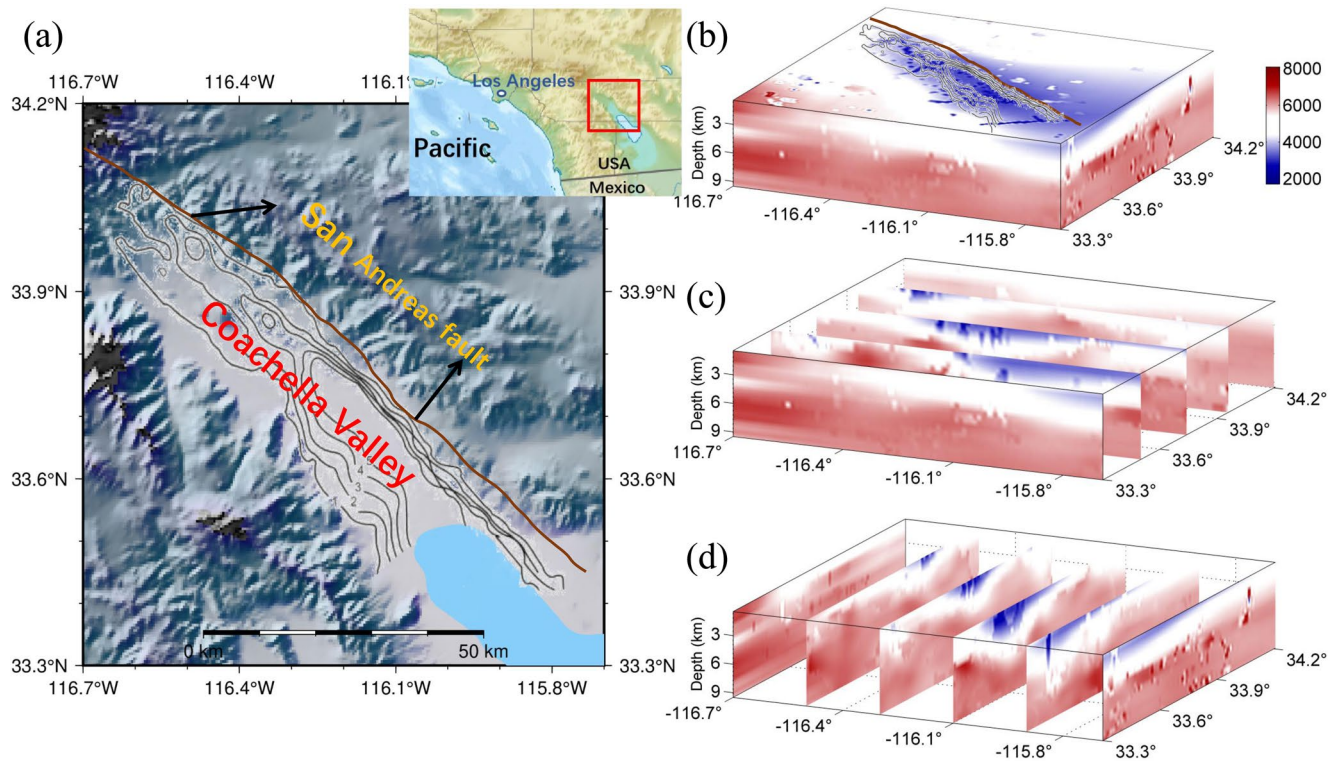 (a)
116.7°W
116.4°W
116.1°
34.2°N
33.9°N
33.6°N
33.3°N
Los Angeles
Pacific
USA
Mexico
San Andreas fault
Coachella Valley
4
3
1
2
0 km
50 km
33.9°N
33.6°N
33.3°N
116.7°W
116.4°W
116.1°W
115.8°W
(b)
Depth (km)
3
6
9
-116.7°
-116.4°
-116.1°
-115.8°
33.3°
33.6°
33.9°
34.2°
8000
6000
4000
2000
(c)
Depth (km)
3
6
9
-116.7°
-116.4°
-116.1°
-115.8°
33.3°
33.6°
33.9°
34.2°
(d)
Depth (km)
3
6
9
-116.7°
-116.4°
-116.1°
-115.8°
33.3°
33.6°
33.9°
34.2°